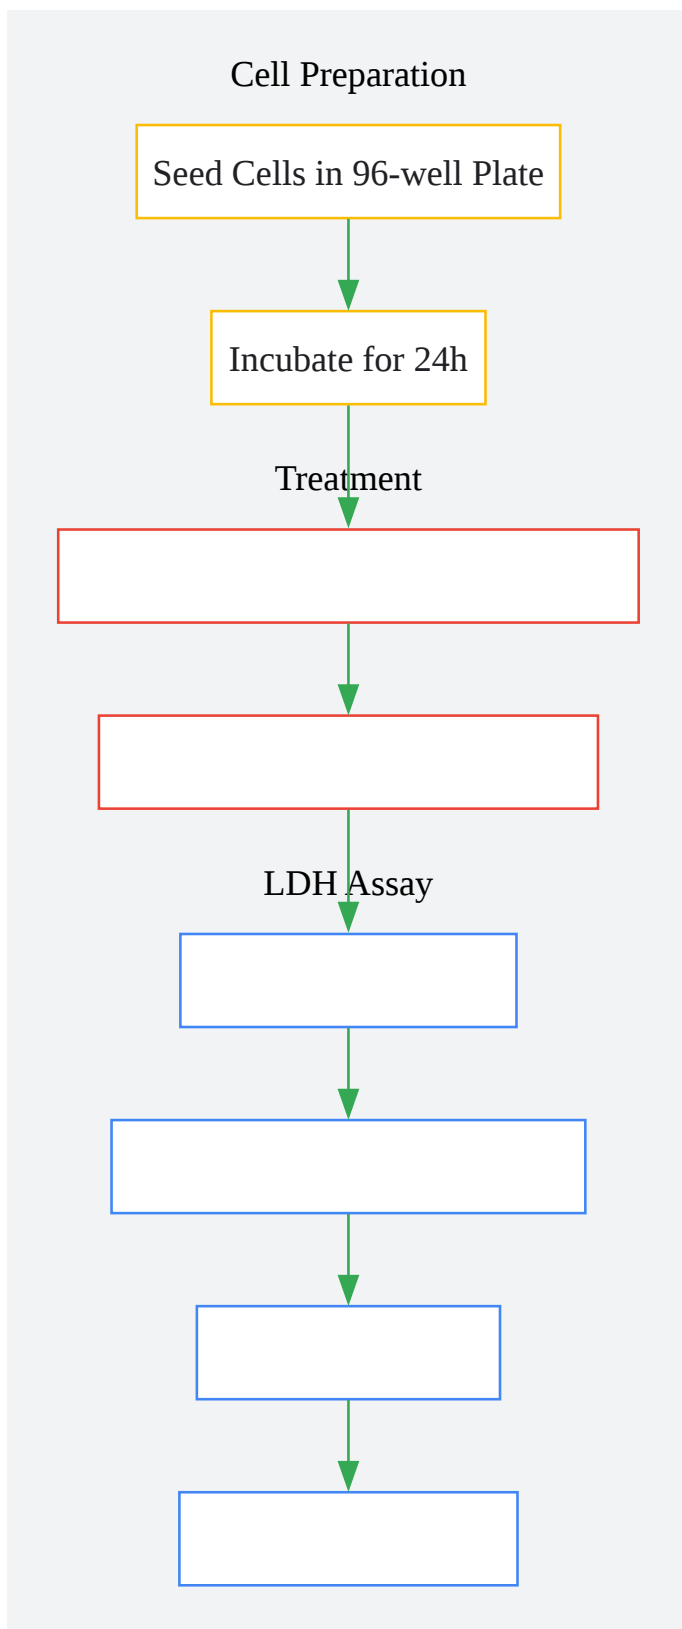 Cell Preparation
Seed Cells in 96-well Plate
Incubate for 24h
Treatment
LDH Assay